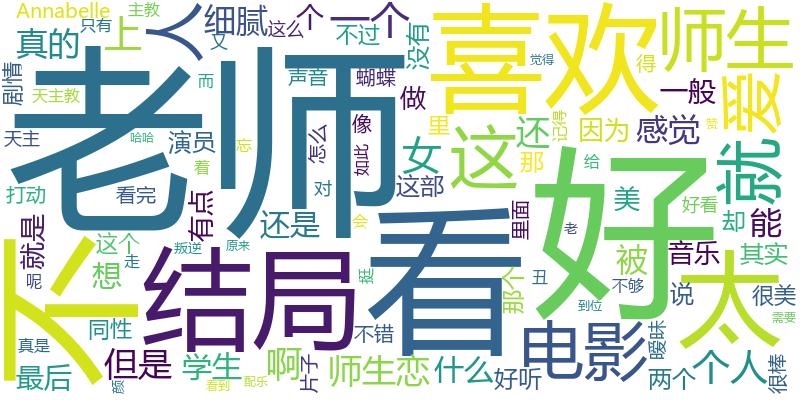 Annabelle
主教
只有
细腻
又
个
一个
这么
不过
没有
喜欢
师生
觉得
得
真的
上
人
剧情
天主教
而
声音
蝴蝶
做
一般
爱
老师
天主
演员
着
忘
怎么
像
如此
里
还
因为
感觉
记得
赞
哈哈
这
女
那
就
打动
看完
对
这部
给
美
好看
却
能
不
就是
这个
有点
还是
看
好
里面
老
被
音乐
其实
想
走
叛逆
原来
会
挺
那个
丑
不够
说
很美
太
呢
同性
结局
不错
电影
到位
暧昧
需要
真是
最后
但是
学生
啊
片子
师生恋
什么
好听
两个
个人
很棒
颜
看到
配乐